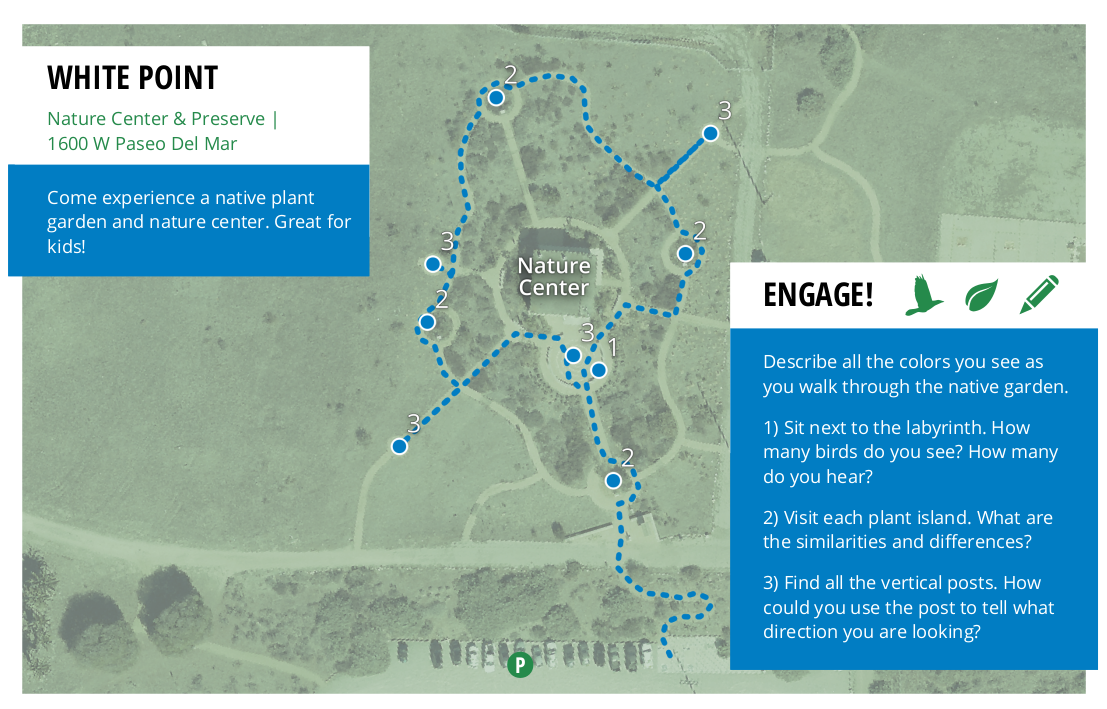 WHITE POINT
Nature Center & Preserve |
1600 W Paseo Del Mar
Come experience a native plant
garden and nature center. Great for
kids!
2
3
2
3
2
Nature
Center
3
1
3
2
P
ENGAGE!
Describe all the colors you see as
you walk through the native garden.
1) Sit next to the labyrinth. How
many birds do you see? How many
do you hear?
2) Visit each plant island. What are
the similarities and differences?
3) Find all the vertical posts. How
could you use the post to tell what
direction you are looking?